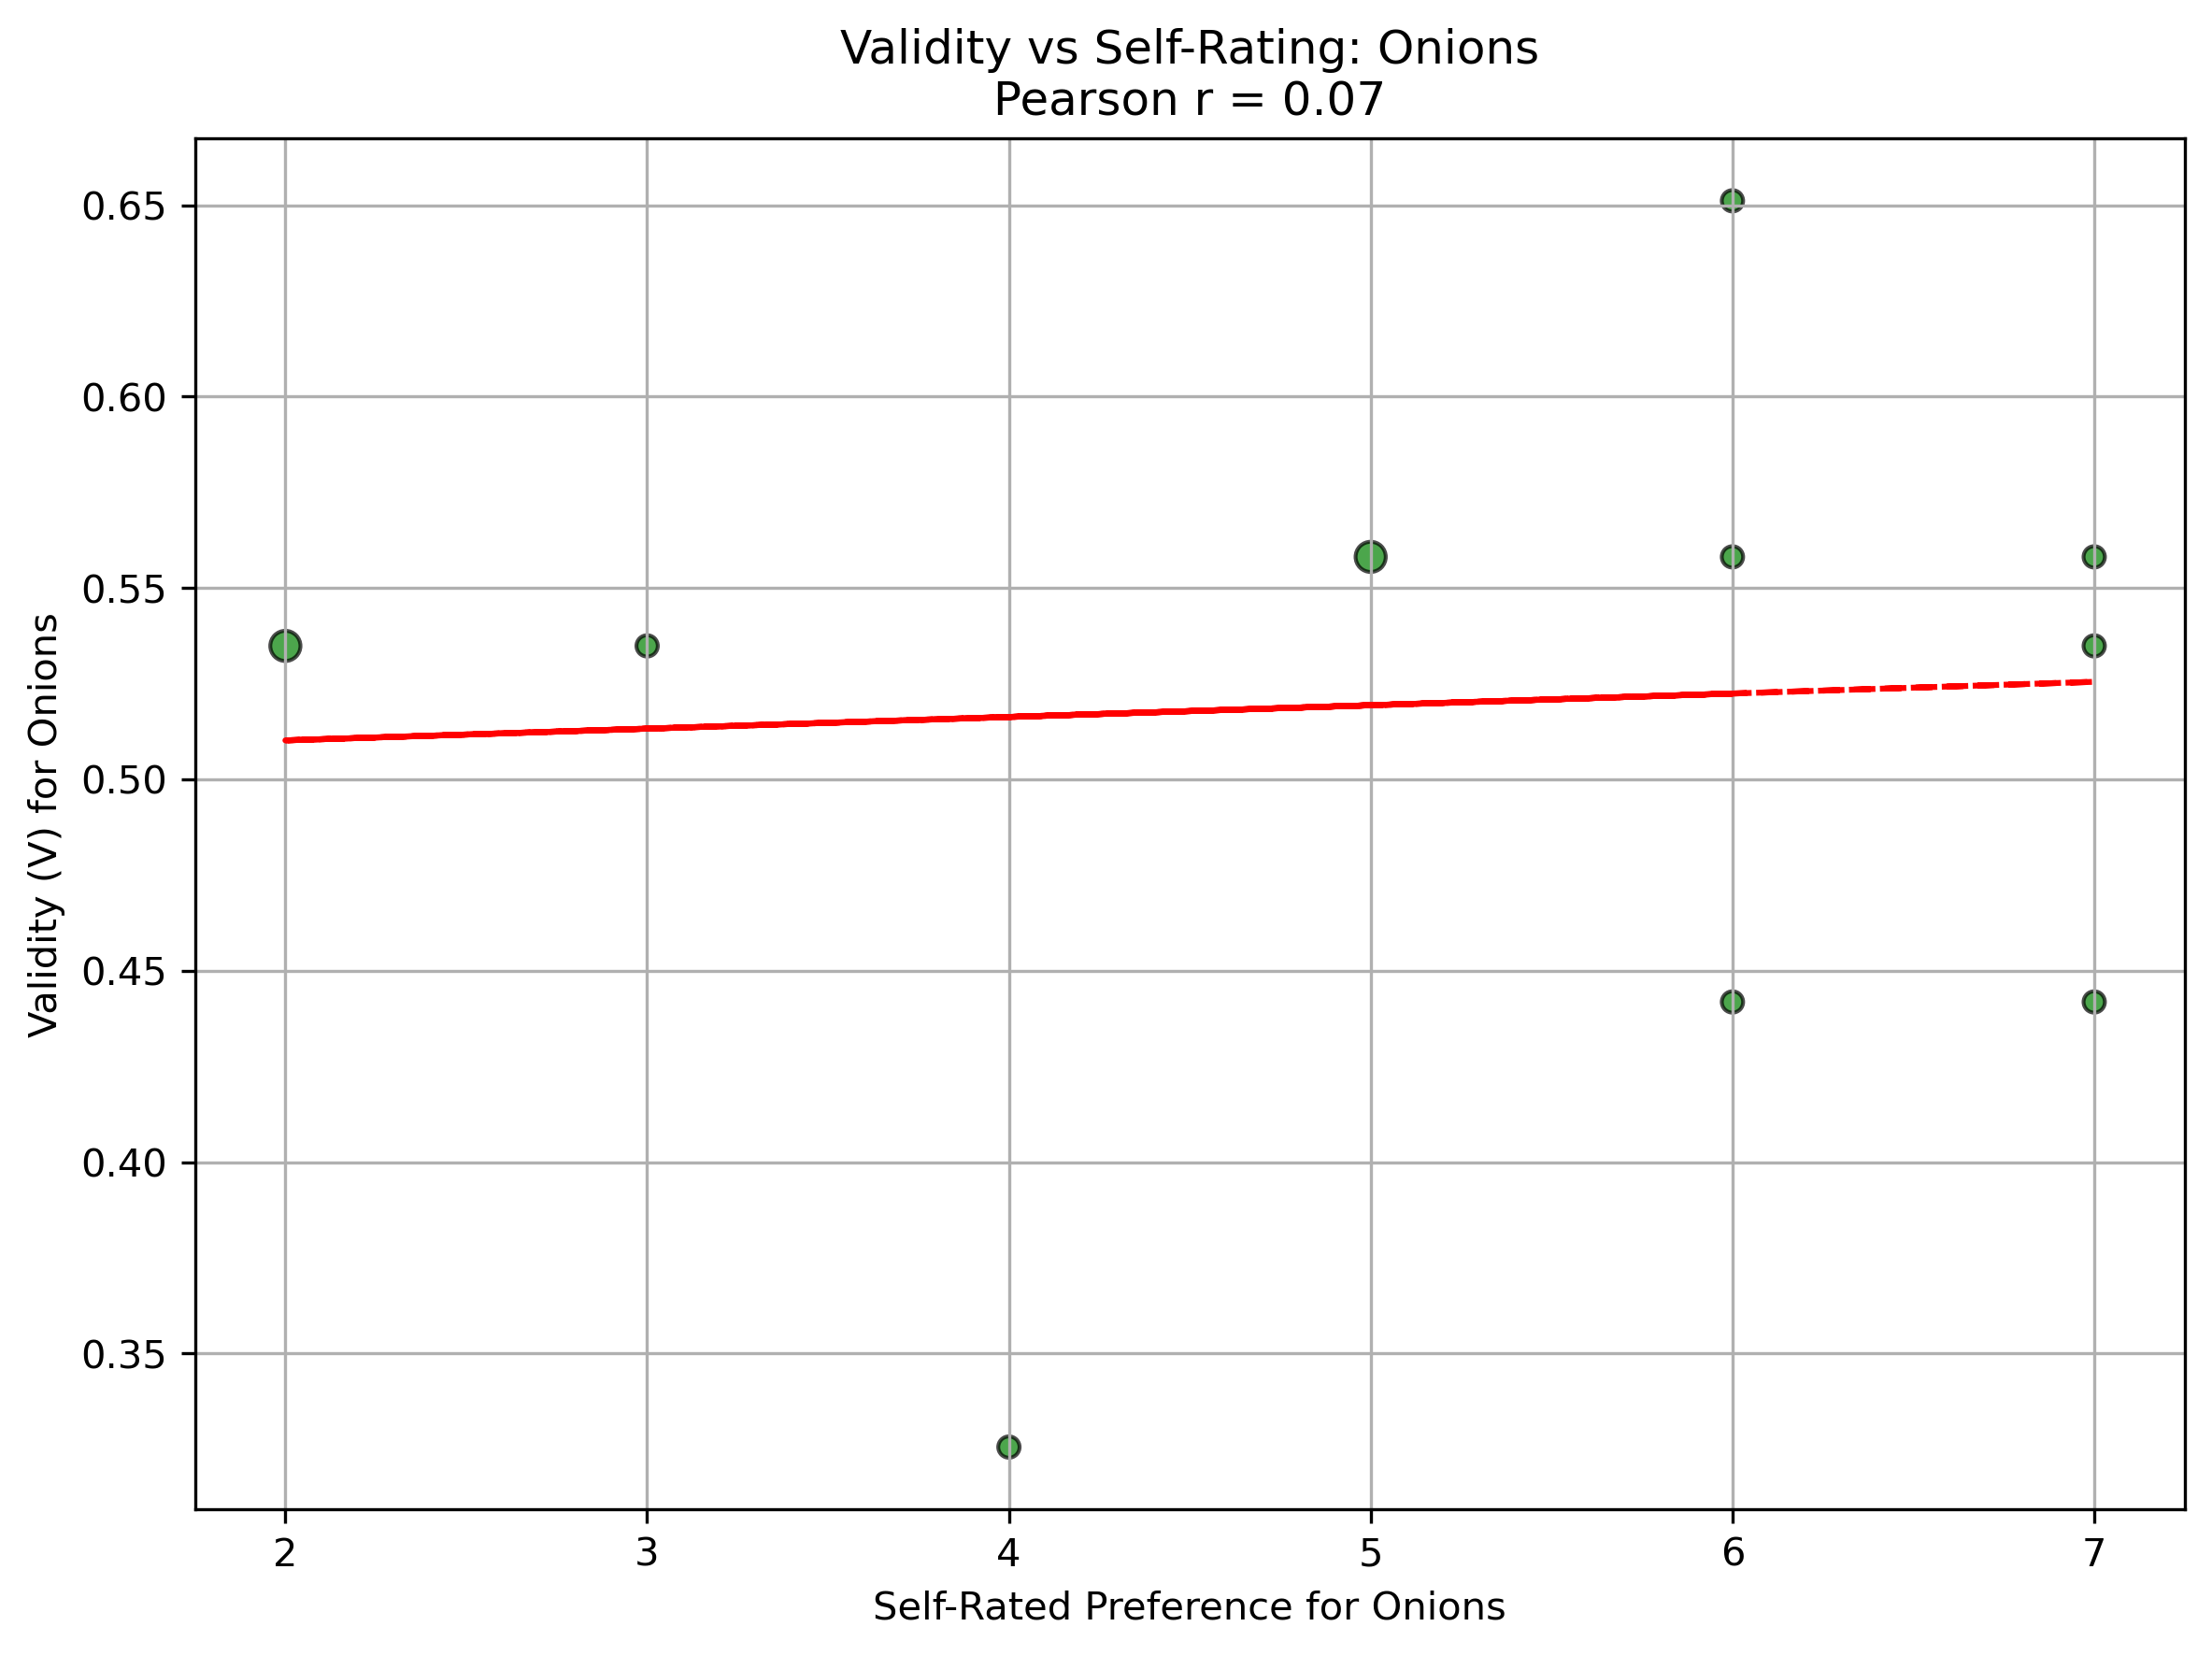 Validity vs Self-Rating: Onions
Pearson r = 0.07
Validity (V) for Onions
0.65
0.60
0.55
0.50
0.45
0.40
0.35
2 3 4 5 6 7
Self-Rated Preference for Onions